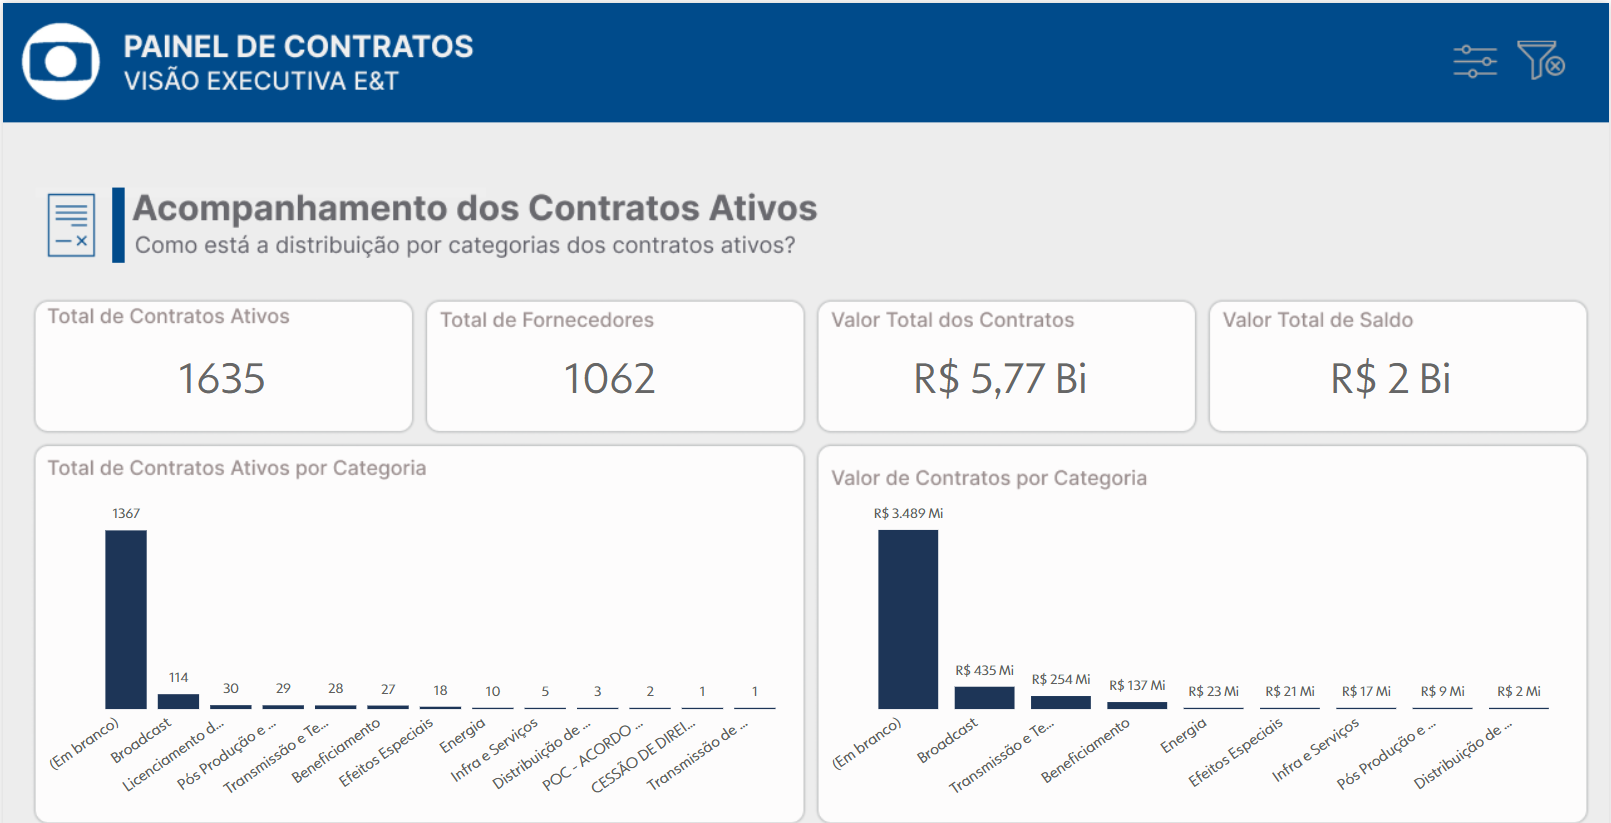 PAINEL DE CONTRATOS
VISÃO EXECUTIVA E&T
Acompanhamento dos Contratos Ativos
Como está a distribuição por categorias dos contratos ativos?
Total de Contratos Ativos
1635
Total de Fornecedores
1062
Valor Total dos Contratos
R$ 5,77 Bi
Valor Total de Saldo
R$ 2 Bi
Total de Contratos Ativos por Categoria
1367
114
30
29
28
27
18
10
5
3
2
1
1
(Em branco)
Broadcast
Licenciamento d...
Pós Produção e ...
Transmissão e Te...
Beneficiamento
Efeitos Especiais
Energia
Infra e Serviços
Distribuição de ...
POC - ACORDO ...
CESSÃO DE DIREI...
Transmissão de ...
Valor de Contratos por Categoria
R$ 3.489 Mi
R$ 435 Mi
R$ 254 Mi
R$ 137 Mi
R$ 23 Mi
R$ 21 Mi
R$ 17 Mi
R$ 9 Mi
R$ 2 Mi
(Em branco)
Broadcast
Transmissão e Te...
Beneficiamento
Energia
Efeitos Especiais
Infra e Serviços
Pós Produção e ...
Distribuição de ...